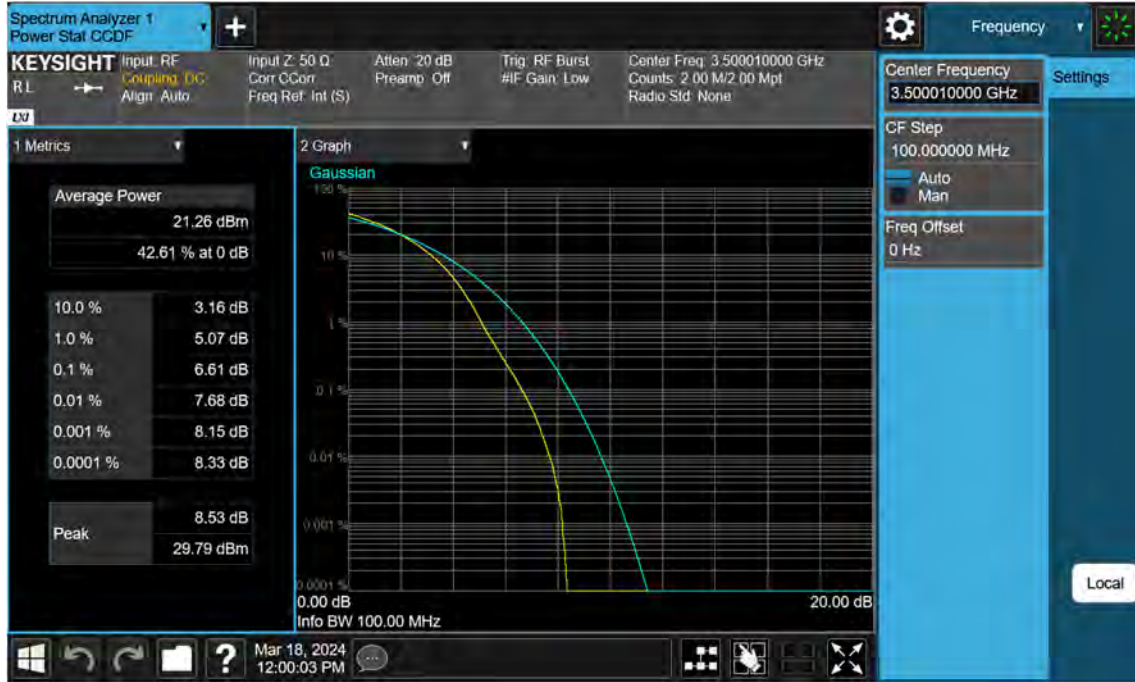 Spectrum Analyzer 1
Power Stat CCDF
+
Frequency
KEYSIGHT
RL
LXI
Input: RF
Coupling: DC
Align: Auto
Input Z: 50 Ω
Corr CCorr
Freq Ref: Int (S)
Atten: 20 dB
Preamp: Off
Trig: RF Burst
#IF Gain: Low
Center Freq: 3.500010000 GHz
Counts: 2.00 M/2.00 Mpt
Radio Std: None
Center Frequency
3.500010000 GHz
Settings
CF Step
100.000000 MHz
Auto
Man
Freq Offset
0 Hz
Local
1 Metrics
Average Power
21.26 dBm
42.61 % at 0 dB
10.0 % 3.16 dB
1.0 % 5.07 dB
0.1 % 6.61 dB
0.01 % 7.68 dB
0.001 % 8.15 dB
0.0001 % 8.33 dB
Peak
8.53 dB
29.79 dBm
2 Graph
Gaussian
100 %
10 %
1 %
0.1 %
0.01 %
0.001 %
0.0001 %
0.00 dB 20.00 dB
Info BW 100.00 MHz
?
Mar 18, 2024
12:00:03 PM